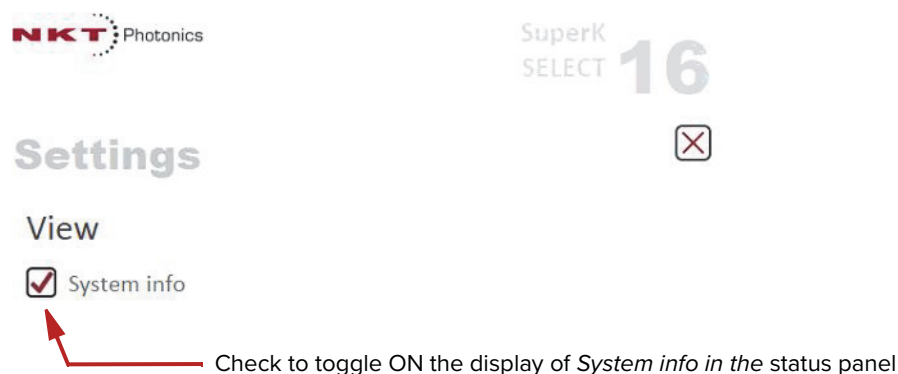 NKT Photonics
SuperK
SELECT 16
Settings
View
System info
Check to toggle ON the display of System info in the status panel